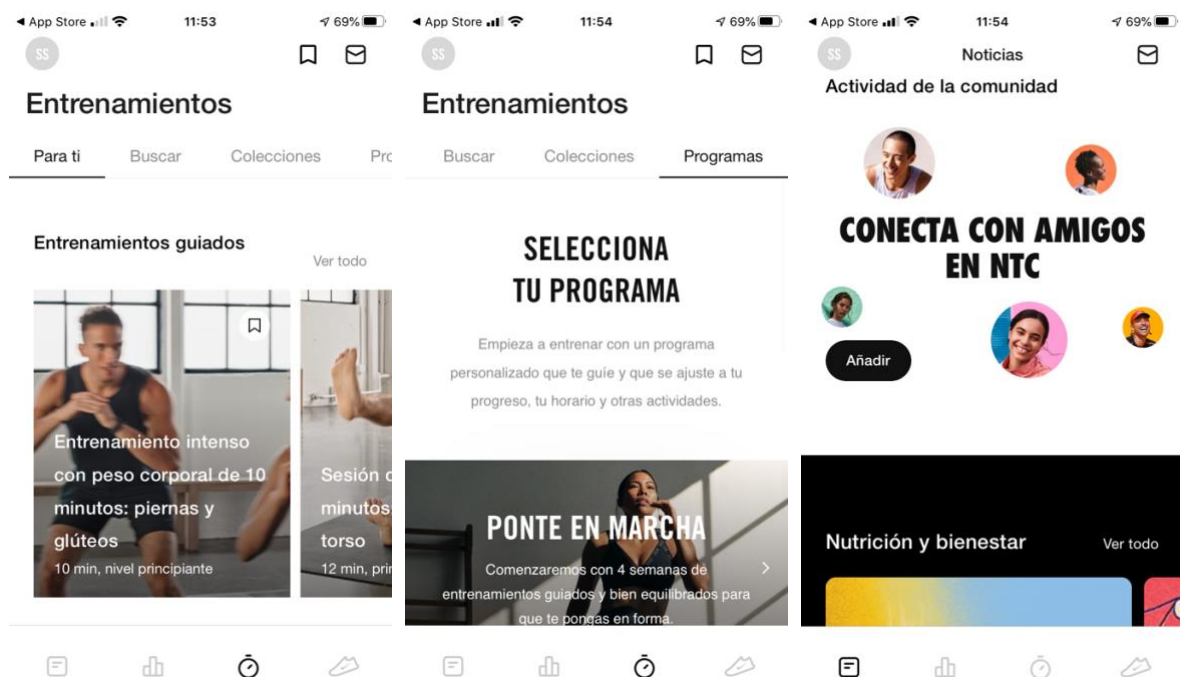 App Store
11:53
69%
SS
Entrenamientos
Para ti
Buscar
Colecciones
Pro
Entrenamientos guiados
Ver todo
Entrenamiento intenso
con peso corporal de 10
minutos: piernas y
glúteos
10 min, nivel principiante
Sesión d
minutos
torso
12 min, prin
App Store
11:54
69%
SS
Entrenamientos
Buscar
Colecciones
Programas
SELECCIONA
TU PROGRAMA
Empieza a entrenar con un programa
personalizado que te guíe y que se ajuste a tu
progreso, tu horario y otras actividades.
PONTE EN MARCHA
Comenzaremos con 4 semanas de
entrenamientos guiados y bien equilibrados para
que te pongas en forma.
App Store
11:54
69%
SS
Noticias
Actividad de la comunidad
CONECTA CON AMIGOS
EN NTC
Añadir
Nutrición y bienestar
Ver todo